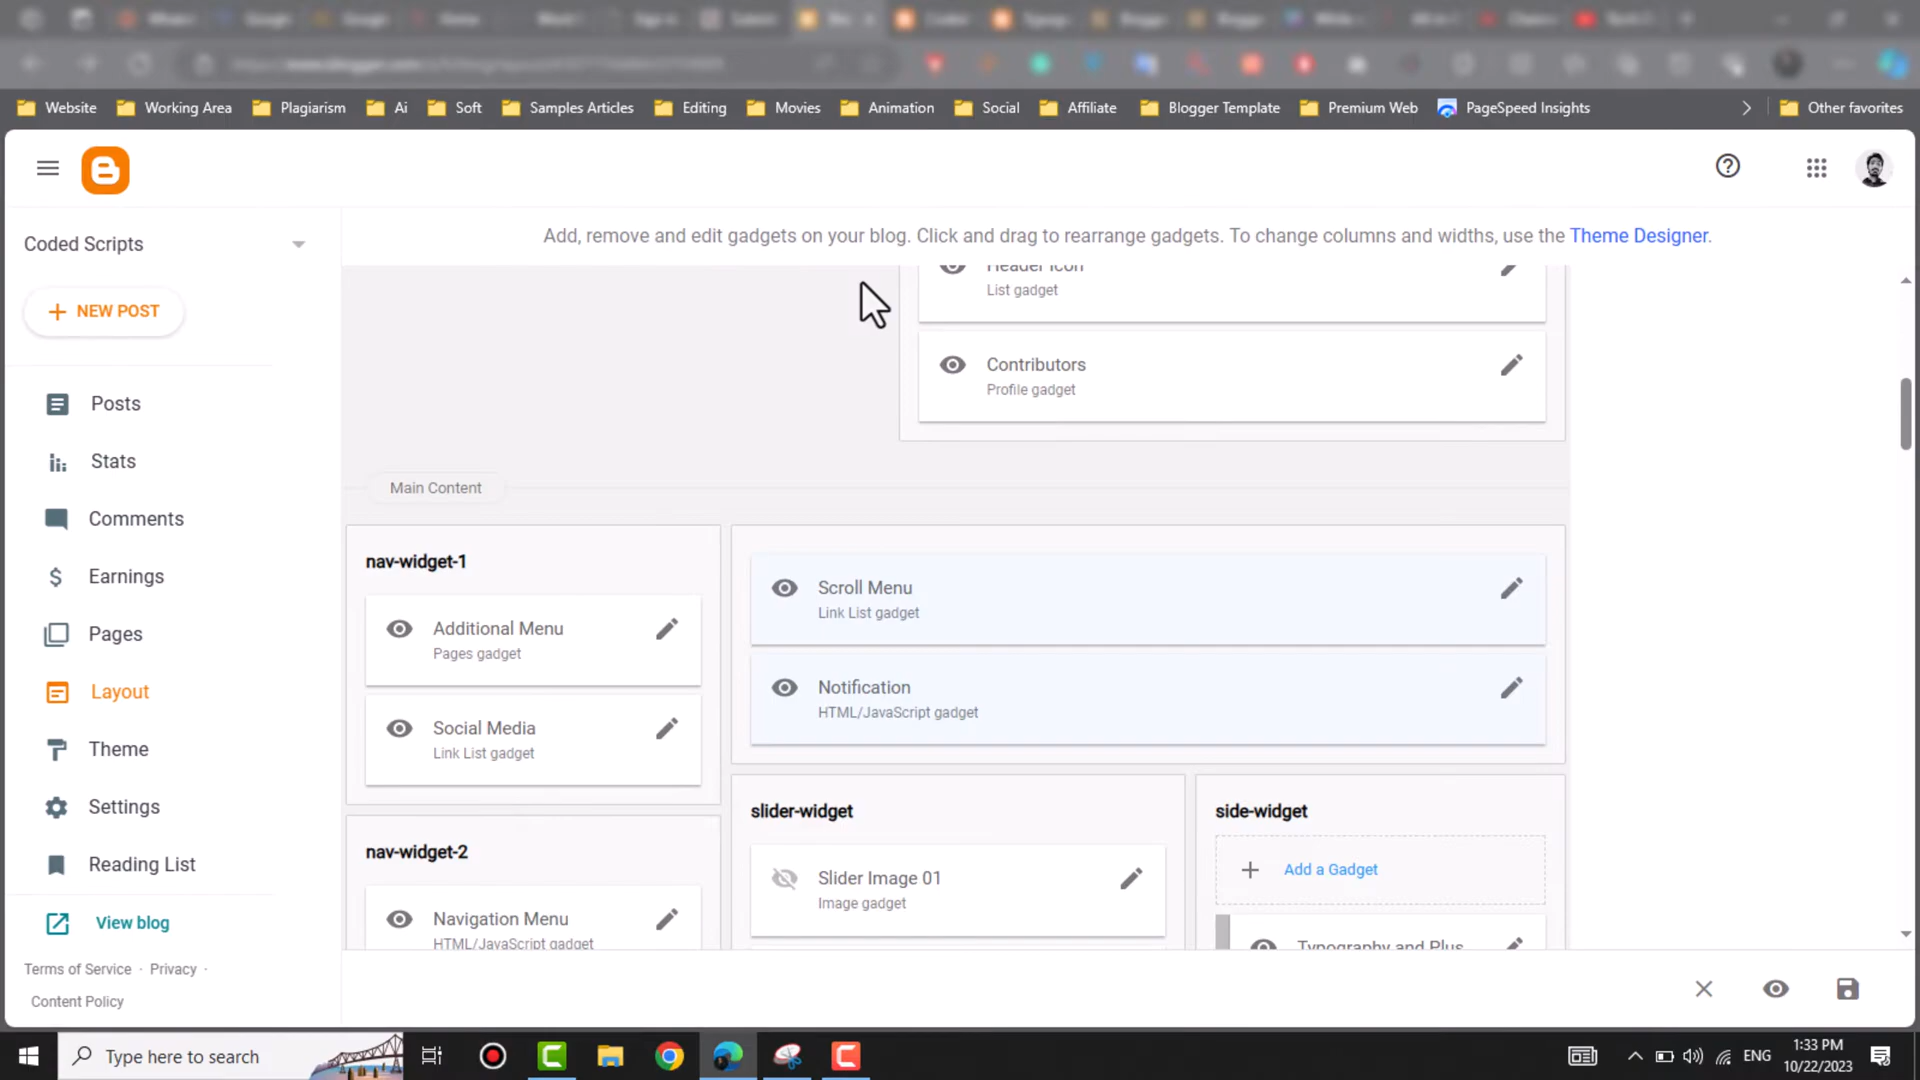 Website
Working Area
Plagiarism
Ai
Soft
Samples Articles
Editing
Movies
Animation
Social
Affiliate
Blogger Template
Premium Web
PageSpeed Insights
Other favorites
Add, remove and edit gadgets on your blog. Click and drag to rearrange gadgets. To change columns and widths, use the Theme Designer.
Coded Scripts
NEW POST
Posts
Stats
Comments
Earnings
Pages
Layout
Theme
Settings
Reading List
View blog
Terms of Service · Privacy ·
Content Policy
Header Icon
List gadget
Contributors
Profile gadget
Main Content
nav-widget-1
Additional Menu
Pages gadget
Social Media
Link List gadget
nav-widget-2
Navigation Menu
HTML/JavaScript gadget
Scroll Menu
Link List gadget
Notification
HTML/JavaScript gadget
slider-widget
Slider Image 01
Image gadget
side-widget
Add a Gadget
Typography and Plus
Type here to search
ENG
1:33 PM
10/22/2023